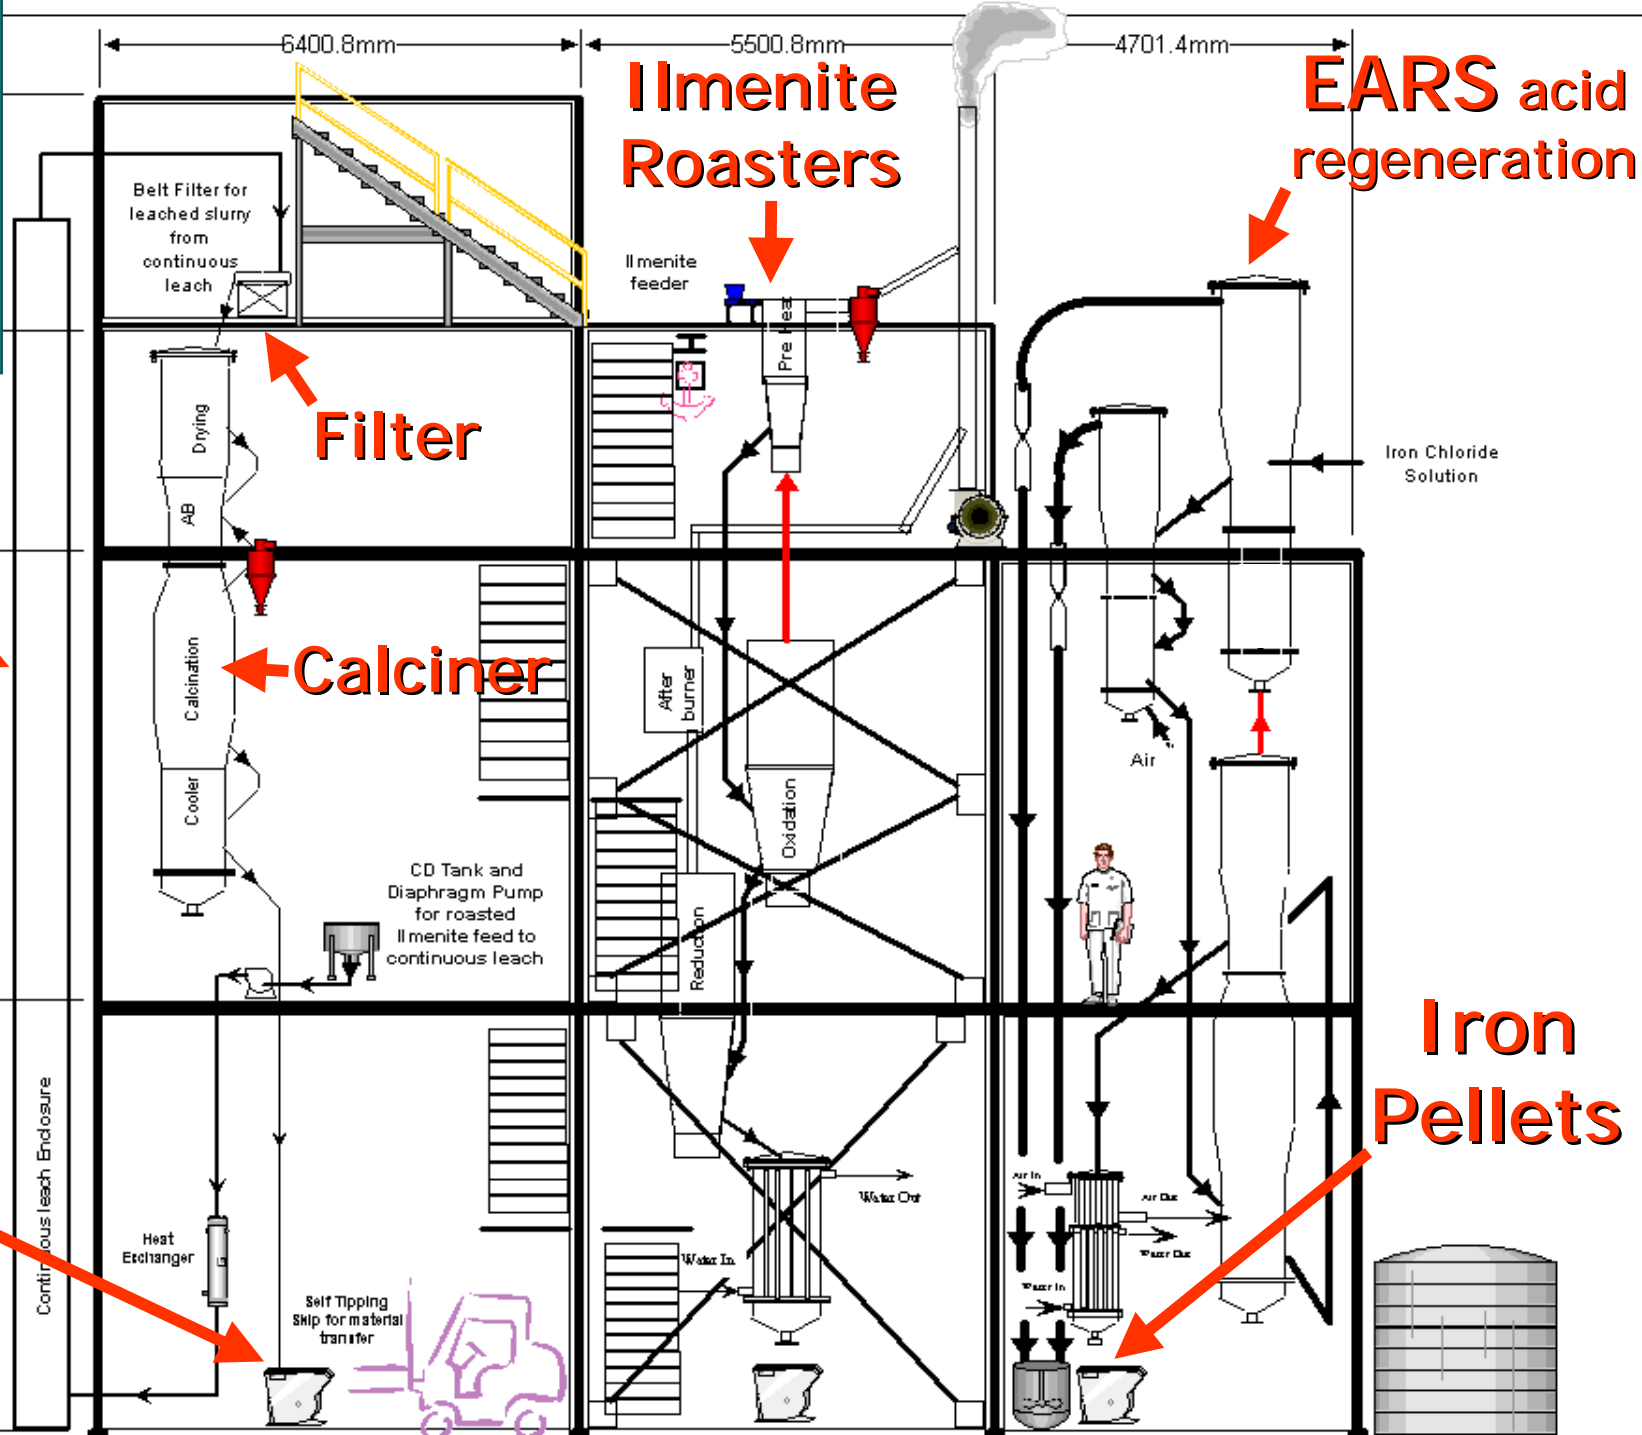 6400.8mm
5500.8mm
4701.4mm
Ilmenite
Roasters
EARS acid
regeneration
Belt Filter for
leached slurry
from
continuous
leach
Ilmenite
feeder
Pre Heat
Filter
Drying
AB
Iron Chloride
Solution
Calcination
Calciner
After
burner
Air
Cooler
Oxidation
CD Tank and
Diaphragm Pump
for roasted
Ilmenite feed to
continuous leach
Reduction
Iron
Pellets
Continuous leach Enclosure
Heat
Exchanger
Self Tipping
Skip for material
transfer
Water Out
Water In
Air In
Air Out
Water Out
Water In